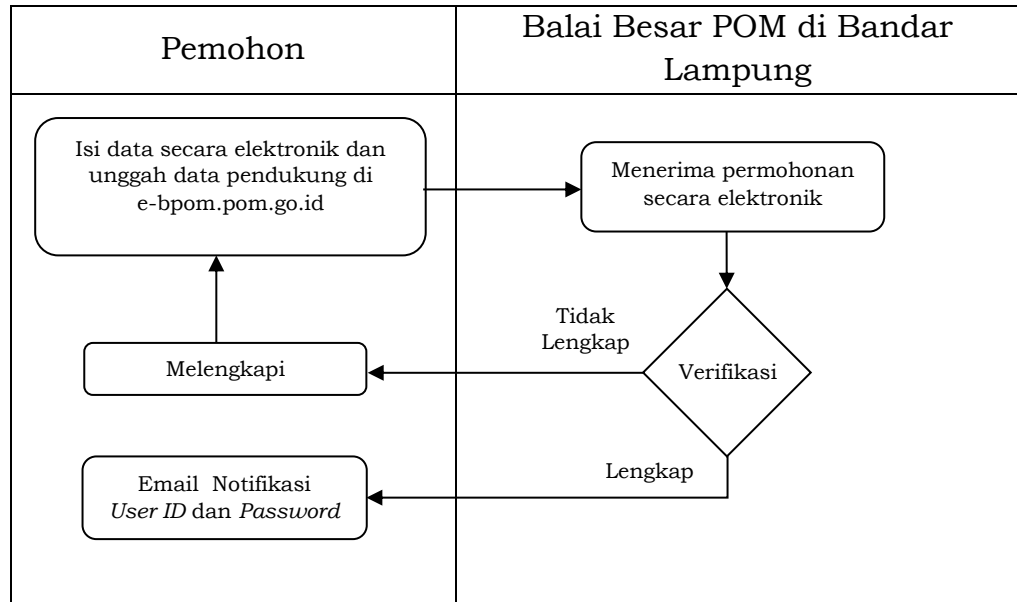 Pemohon
Balai Besar POM di Bandar
Lampung
Isi data secara elektronik dan
unggah data pendukung di
e-bpom.pom.go.id
Menerima permohonan
secara elektronik
Tidak
Lengkap
Verifikasi
Melengkapi
Lengkap
Email Notifikasi
User ID dan Password